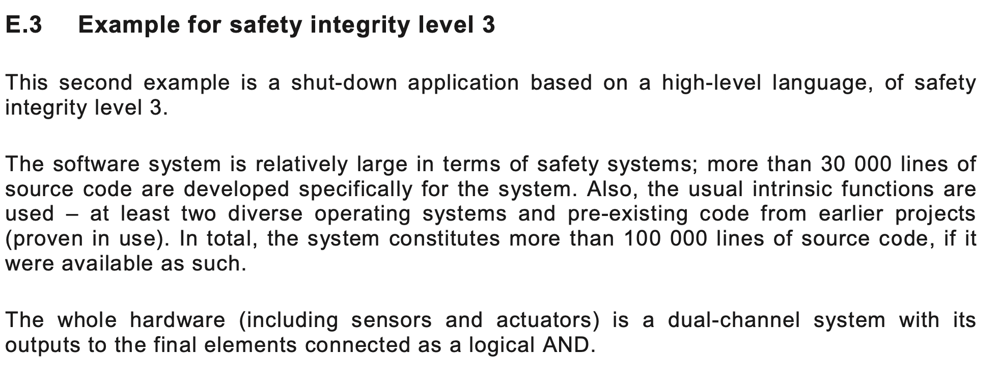 E.3 Example for safety integrity level 3
This second example is a shut-down application based on a high-level language, of safety
integrity level 3.
The software system is relatively large in terms of safety systems; more than 30 000 lines of
source code are developed specifically for the system. Also, the usual intrinsic functions are
used – at least two diverse operating systems and pre-existing code from earlier projects
(proven in use). In total, the system constitutes more than 100 000 lines of source code, if it
were available as such.
The whole hardware (including sensors and actuators) is a dual-channel system with its
outputs to the final elements connected as a logical AND.